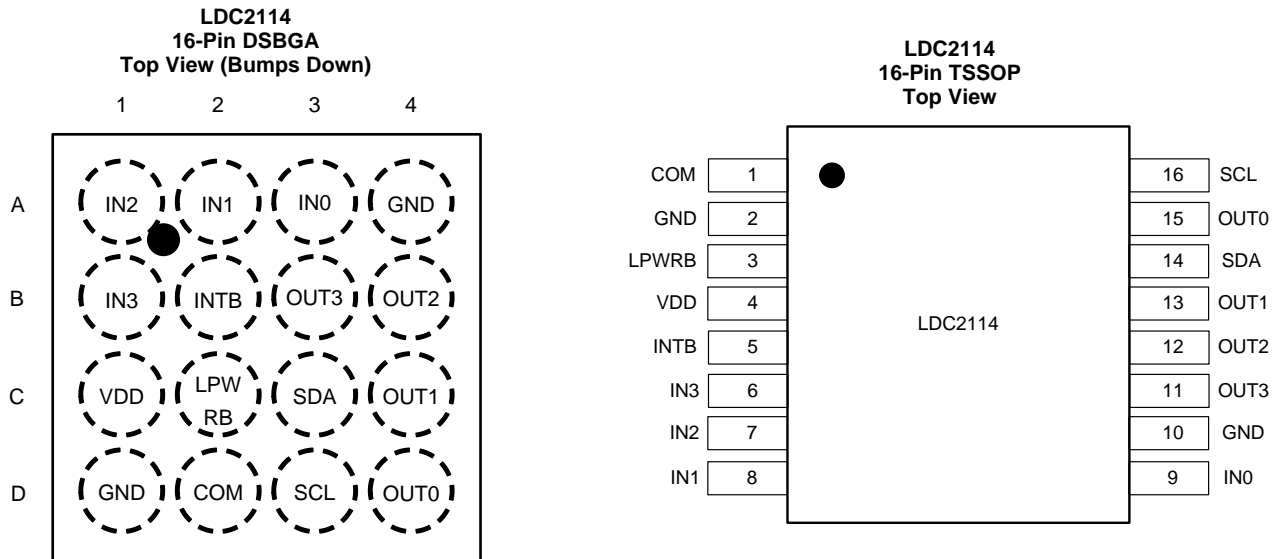 LDC2114
16-Pin DSBGA
Top View (Bumps Down)
1 2 3 4
A IN2 IN1 IN0 GND
B IN3 INTB OUT3 OUT2
C VDD LPW RB SDA OUT1
D GND COM SCL OUT0
LDC2114
16-Pin TSSOP
Top View
COM 1 16 SCL
GND 2 15 OUT0
LPWRB 3 14 SDA
VDD 4 13 OUT1
LDC2114
INTB 5 12 OUT2
IN3 6 11 OUT3
IN2 7 10 GND
IN1 8 9 IN0